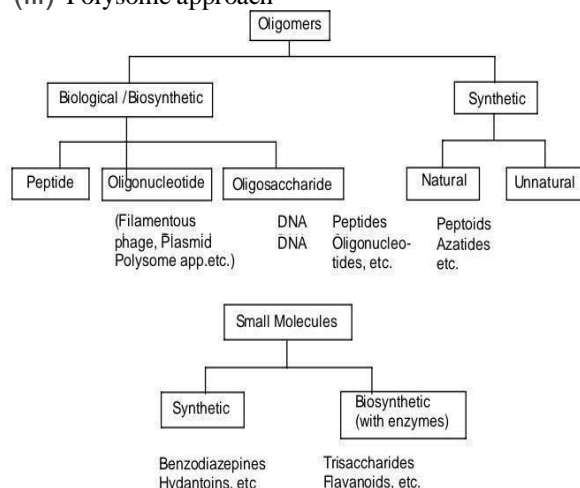 (iii) Polysome approach
Oligomers
Biological /Biosynthetic
Synthetic
Peptide
Oligonucleotide
Oligosaccharide
Natural
Unnatural
(Filamentous
phage, Plasmid
Polysome app.etc.)
DNA
DNA
Peptides
Oligonucleo-
tides, etc.
Peptoids
Azatides
etc.
Small Molecules
Synthetic
Biosynthetic
(with enzymes)
Benzodiazepines
Hydantoins, etc
Trisaccharides
Flavanoids, etc.